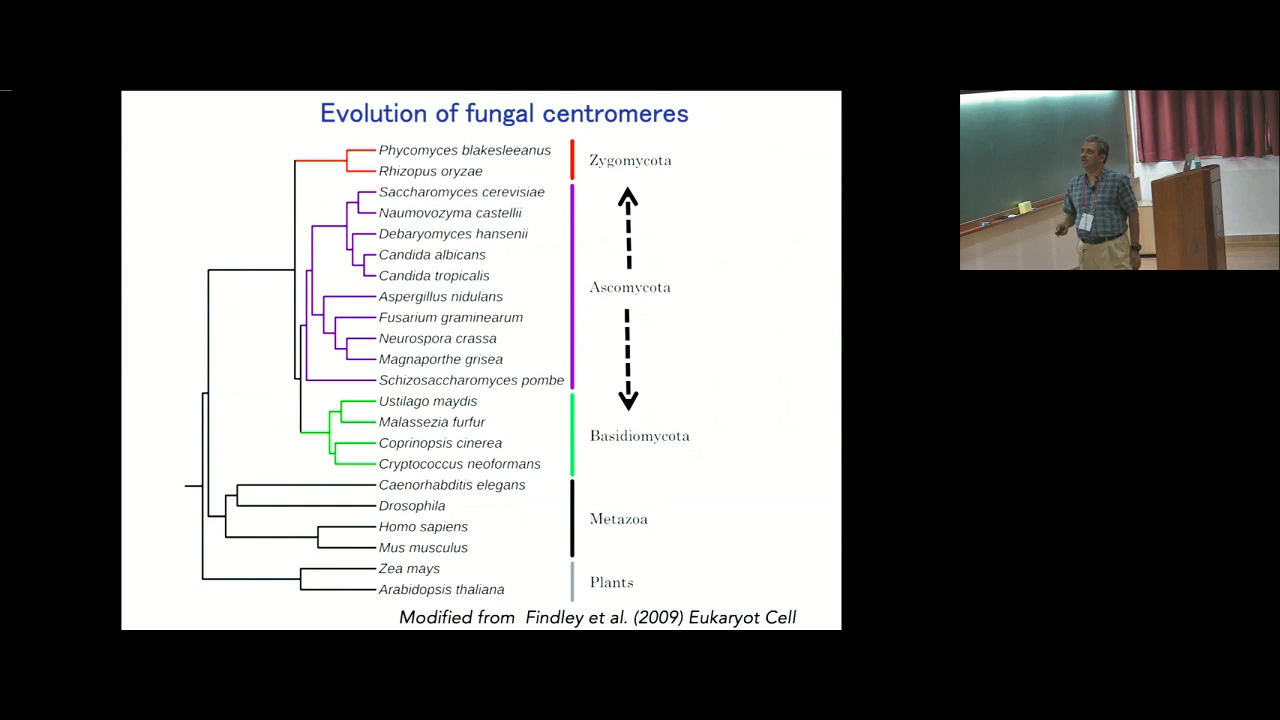 Evolution of fungal centromeres
Phycomyces blakesleeanus
Rhizopus oryzae
Zygomycota
Saccharomyces cerevisiae
Naumovozyma castellii
Debaryomyces hansenii
Candida albicans
Candida tropicalis
Aspergillus nidulans
Fusarium graminearum
Neurospora crassa
Magnaporthe grisea
Schizosaccharomyces pombe
Ascomycota
Ustilago maydis
Malassezia furfur
Coprinopsis cinerea
Cryptococcus neoformans
Basidiomycota
Caenorhabditis elegans
Drosophila
Homo sapiens
Mus musculus
Metazoa
Zea mays
Arabidopsis thaliana
Plants
Modified from Findley et al. (2009) Eukaryot Cell